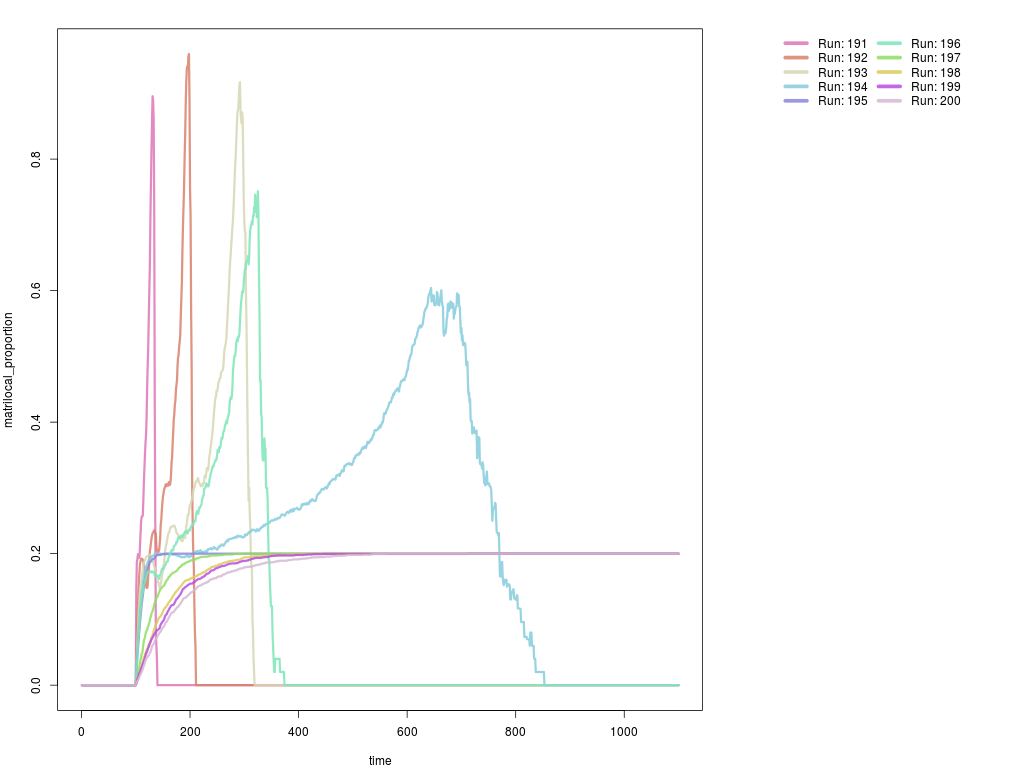 Run: 191 Run: 196
Run: 192 Run: 197
Run: 193 Run: 198
Run: 194 Run: 199
Run: 195 Run: 200
matrilocal_proportion
0.8
0.6
0.4
0.2
0.0
0 200 400 600 800 1000
time